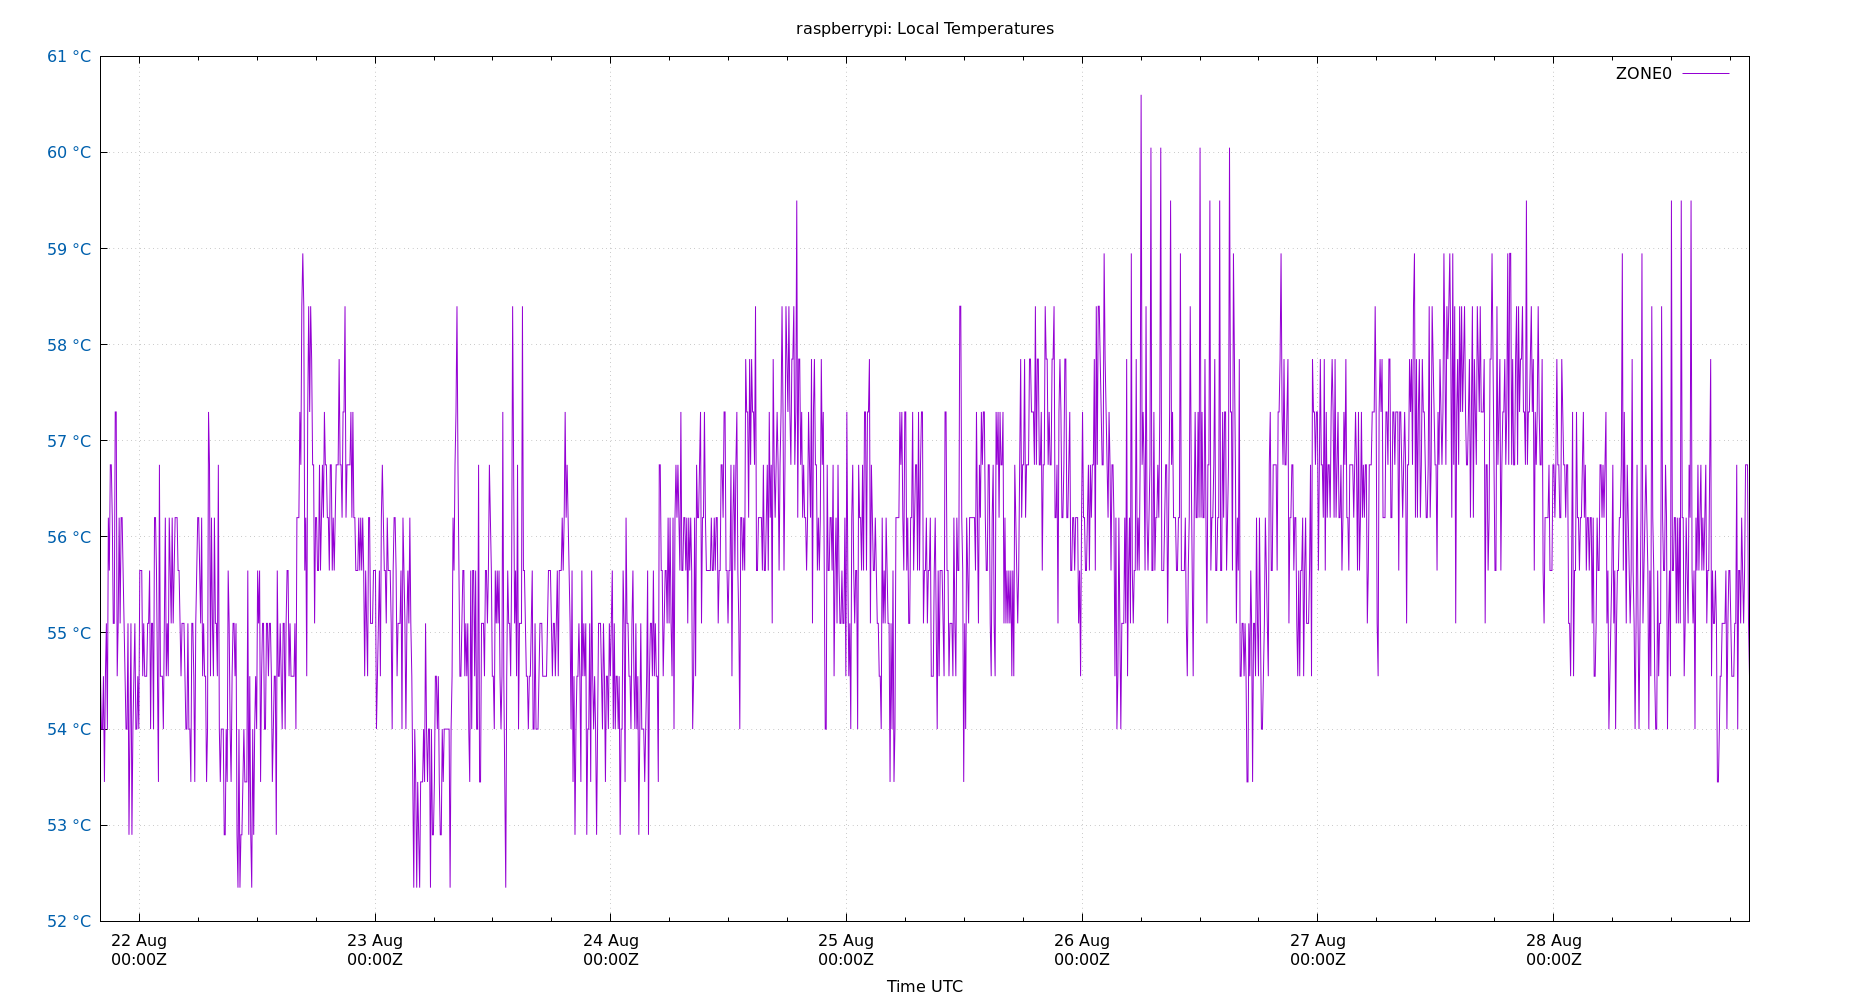 raspberrypi: Local Temperatures
ZONE0
61 °C
60 °C
59 °C
58 °C
57 °C
56 °C
55 °C
54 °C
53 °C
52 °C
22 Aug 23 Aug 24 Aug 25 Aug 26 Aug 27 Aug 28 Aug
00:00Z 00:00Z 00:00Z 00:00Z 00:00Z 00:00Z 00:00Z
Time UTC